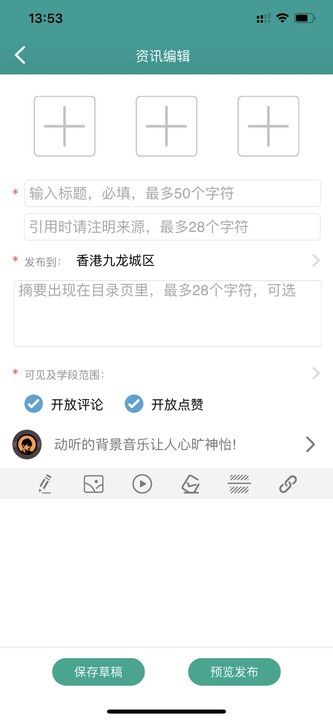 13:53
资讯编辑
* 输入标题，必填，最多50个字符
引用时请注明来源，最多28个字符
* 发布到： 香港九龙城区
摘要出现在目录页里，最多28个字符，可选
* 可见及学段范围：
开放评论 开放点赞
动听的背景音乐让人心旷神怡!
保存草稿 预览发布